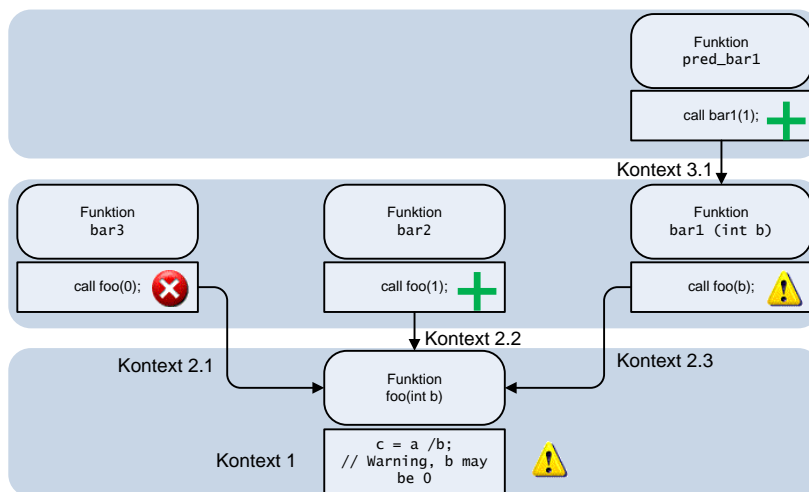 Funktion
pred_bar1
call bar1(1);
Kontext 3.1
Funktion
bar3
call foo(0);
Funktion
bar2
call foo(1);
Funktion
bar1 (int b)
call foo(b);
Kontext 2.1
Kontext 2.2
Kontext 2.3
Funktion
foo(int b)
Kontext 1
c = a /b;
// Warning, b may
be 0